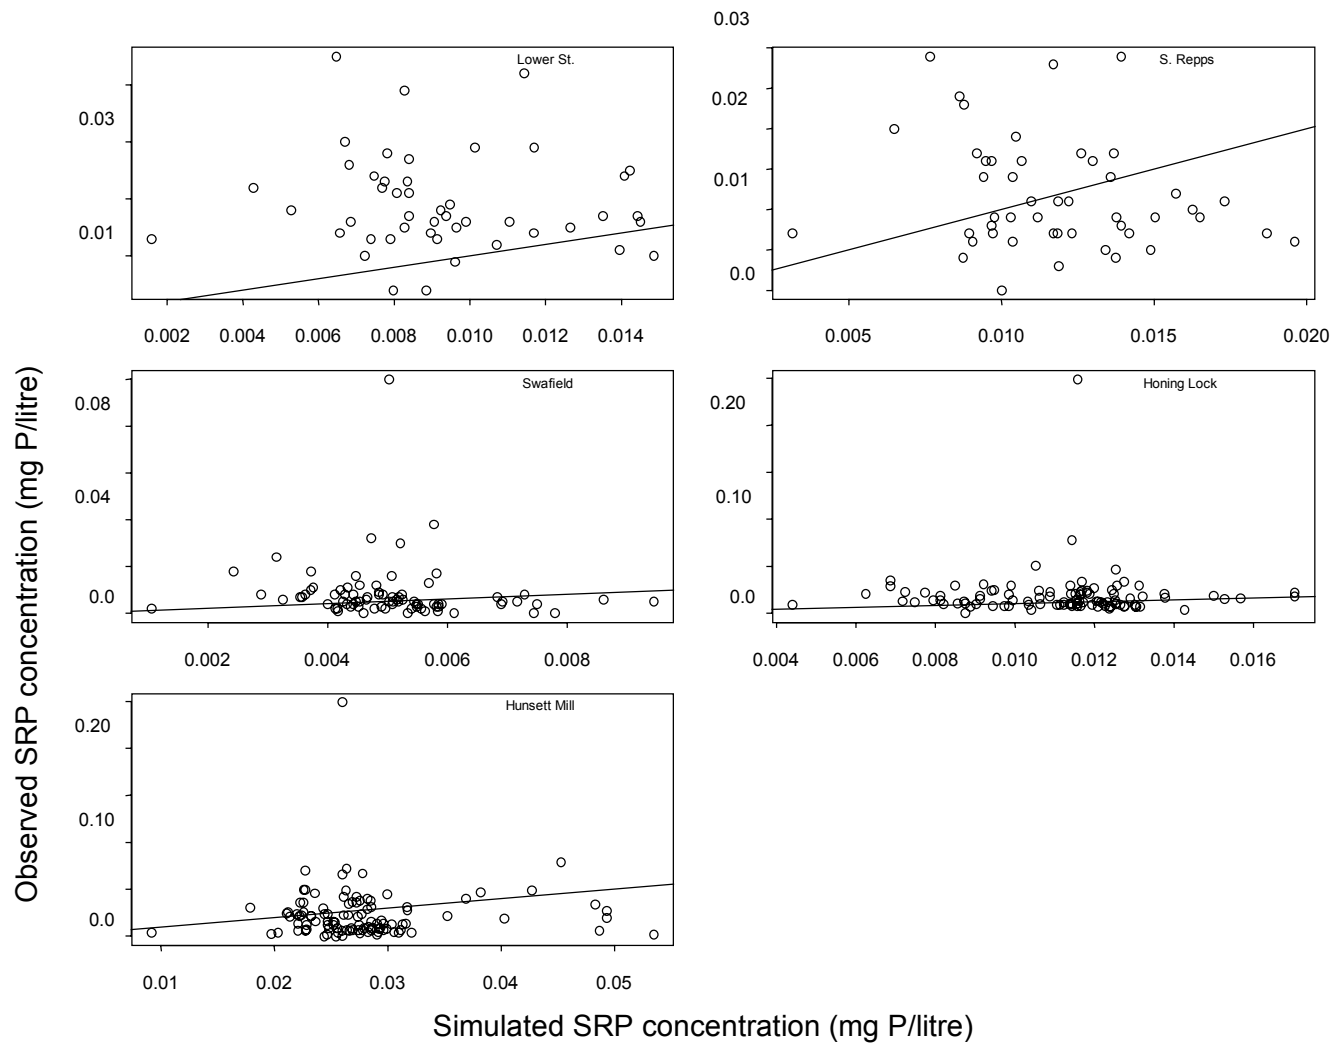 0.03
Lower St.
S. Repps
0.03
0.01
0.02
0.01
0.0
0.002 0.004 0.006 0.008 0.010 0.012 0.014
0.005 0.010 0.015 0.020
Swafield
Honing Lock
0.08
0.04
0.0
0.20
0.10
0.0
0.002 0.004 0.006 0.008
0.004 0.006 0.008 0.010 0.012 0.014 0.016
Hunsett Mill
0.20
0.10
0.0
0.01 0.02 0.03 0.04 0.05
Observed SRP concentration (mg P/litre)
Simulated SRP concentration (mg P/litre)